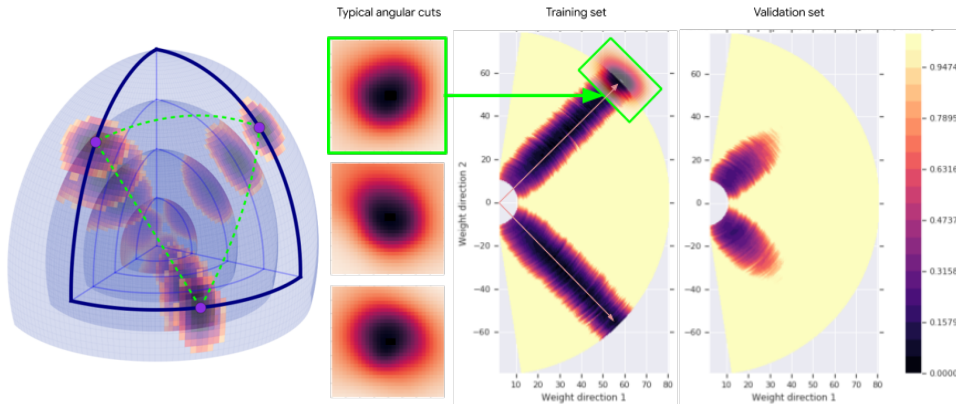 Typical angular cuts
Training set
Validation set
Weight direction 2
60
40
20
0
−20
−40
−60
10 20 30 40 50 60 70 80
Weight direction 1
60
40
20
0
−20
−40
−60
10 20 30 40 50 60 70 80
Weight direction 1
0.9474
0.7895
0.6316
0.4737
0.3158
0.1579
0.0000